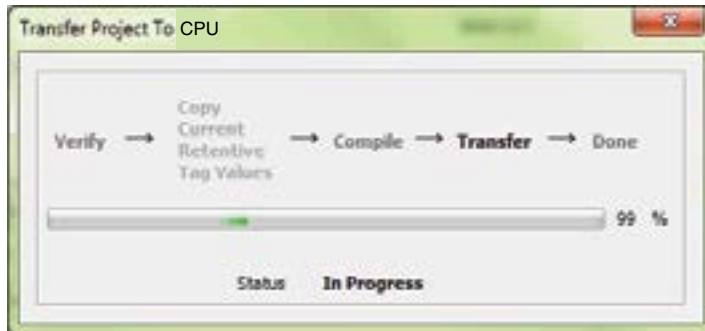 Transfer Project To CPU
Verify → Copy Current Retentive Tag Values → Compile → Transfer → Done
99 %
Status In Progress